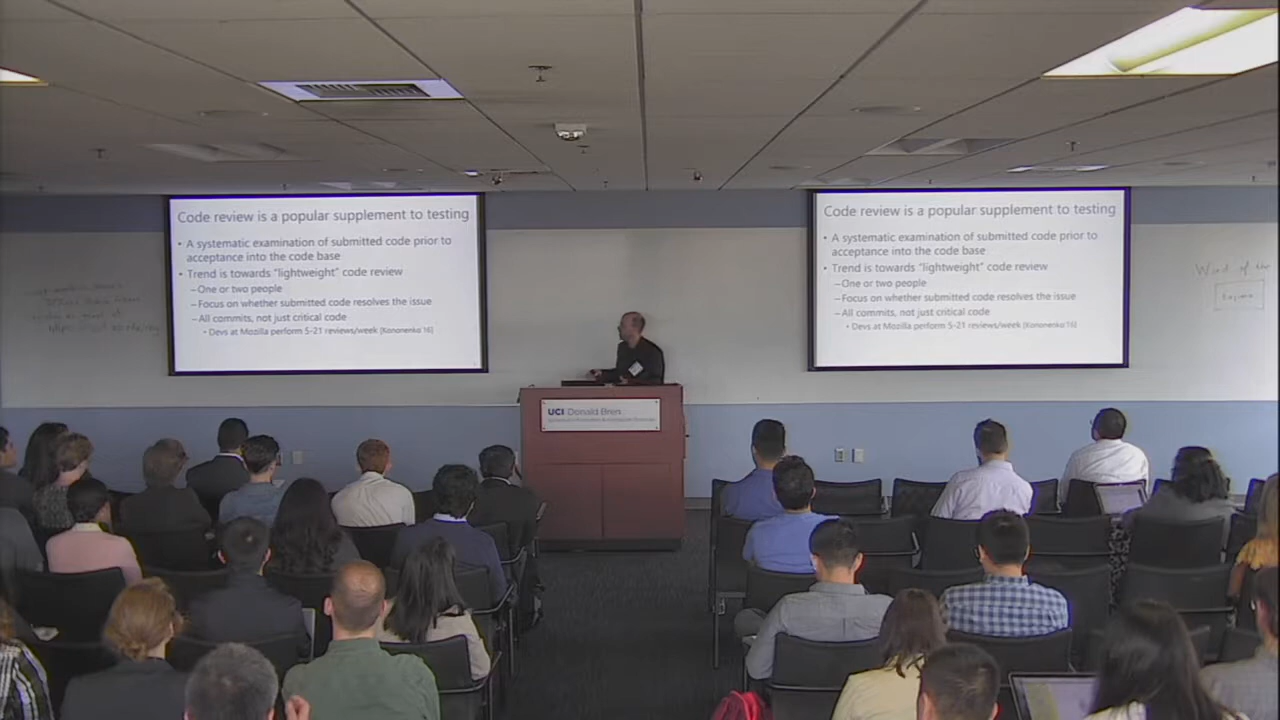 Code review is a popular supplement to testing
• A systematic examination of submitted code prior to
acceptance into the code base
• Trend is towards "lightweight" code review
–One or two people
–Focus on whether submitted code resolves the issue
–All commits, not just critical code
• Devs at Mozilla perform 5-21 reviews/week [Kononenko 16]
Code review is a popular supplement to testing
• A systematic examination of submitted code prior to
acceptance into the code base
• Trend is towards "lightweight" code review
–One or two people
–Focus on whether submitted code resolves the issue
–All commits, not just critical code
• Devs at Mozilla perform 5-21 reviews/week [Kononenko 16]
UCI Donald Bren